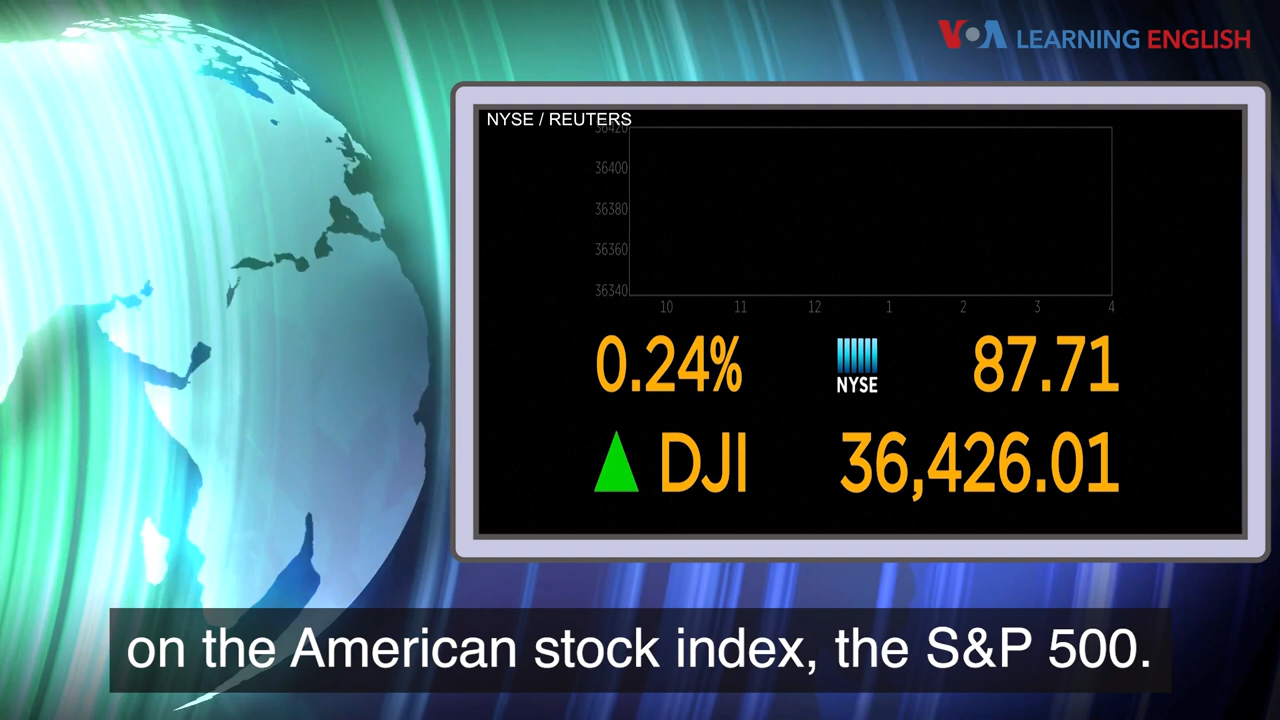 VOA LEARNING ENGLISH
NYSE / REUTERS
36420
36400
36380
36360
36340
10 11 12 1 2 3 4
0.24% NYSE 87.71
DJI 36,426.01
on the American stock index, the S&P 500.